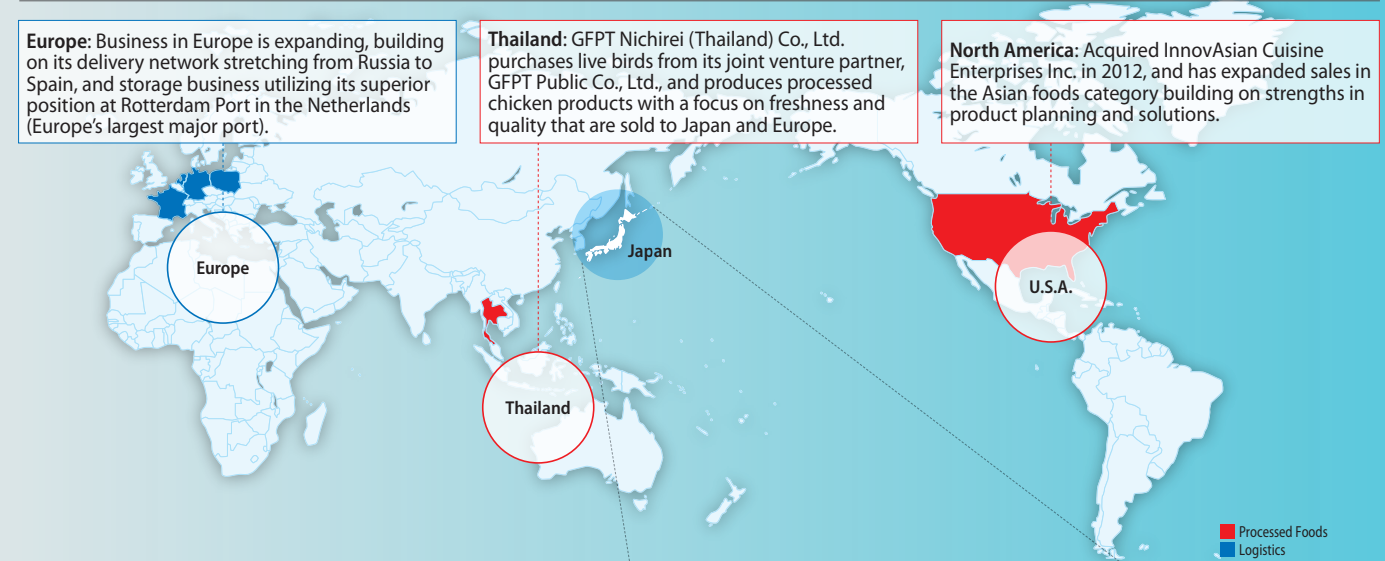 Europe: Business in Europe is expanding, building
on its delivery network stretching from Russia to
Spain, and storage business utilizing its superior
position at Rotterdam Port in the Netherlands
(Europe's largest major port).
Thailand: GFPT Nichirei (Thailand) Co., Ltd.
purchases live birds from its joint venture partner,
GFPT Public Co., Ltd., and produces processed
chicken products with a focus on freshness and
quality that are sold to Japan and Europe.
North America: Acquired InnovAsian Cuisine
Enterprises Inc. in 2012, and has expanded sales in
the Asian foods category building on strengths in
product planning and solutions.
Europe
Japan
U.S.A.
Thailand
Processed Foods
Logistics